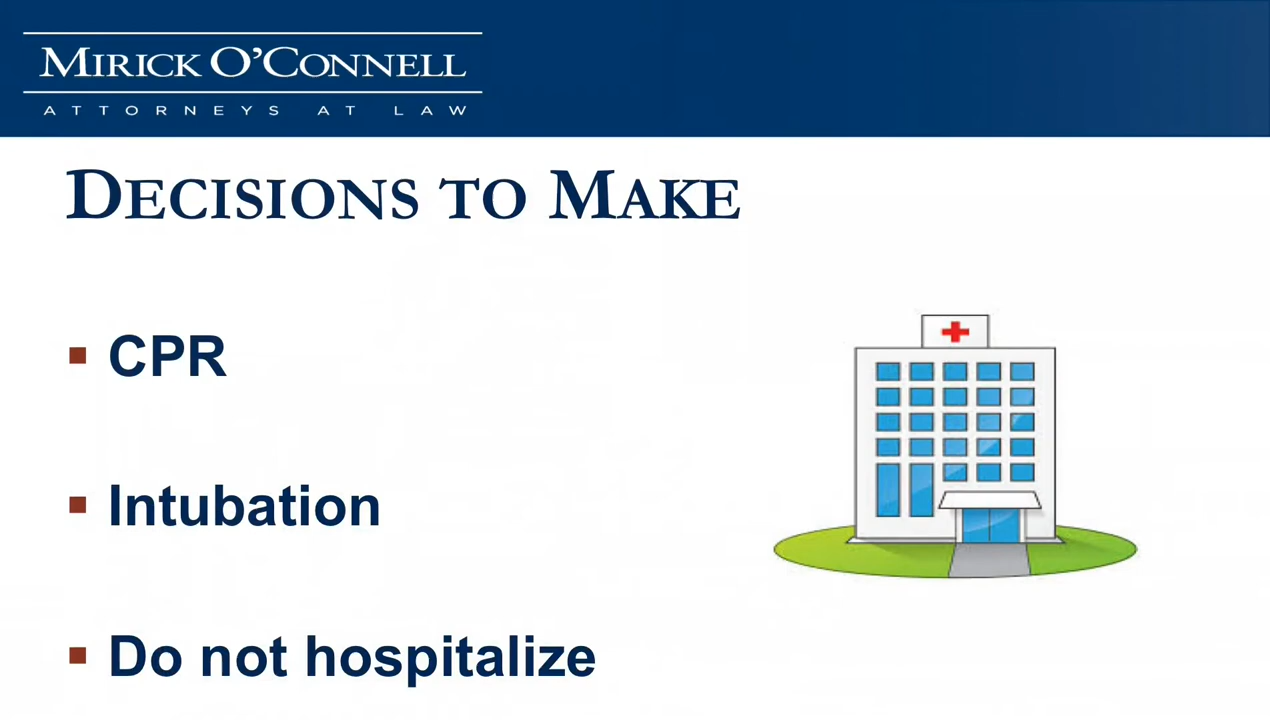 MIRICK O'CONNELL
ATTORNEYS AT LAW
DECISIONS TO MAKE
▪ CPR
▪ Intubation
▪ Do not hospitalize